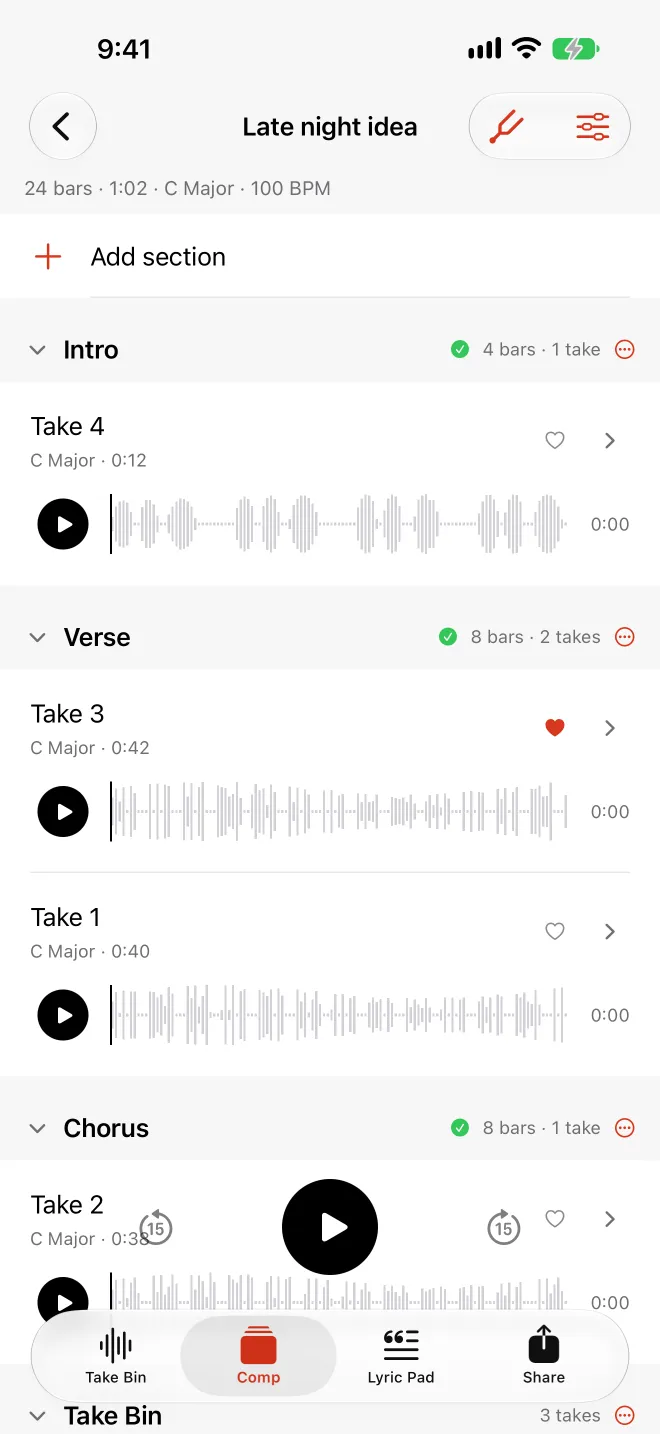 9:41
Late night idea
24 bars · 1:02 · C Major · 100 BPM
Add section
Intro
4 bars · 1 take
Take 4
C Major · 0:12
0:00
Verse
8 bars · 2 takes
Take 3
C Major · 0:42
0:00
Take 1
C Major · 0:40
0:00
Chorus
8 bars · 1 take
Take 2
C Major · 0:38
15
15
0:00
Take Bin
Comp
Lyric Pad
Share
Take Bin
3 takes